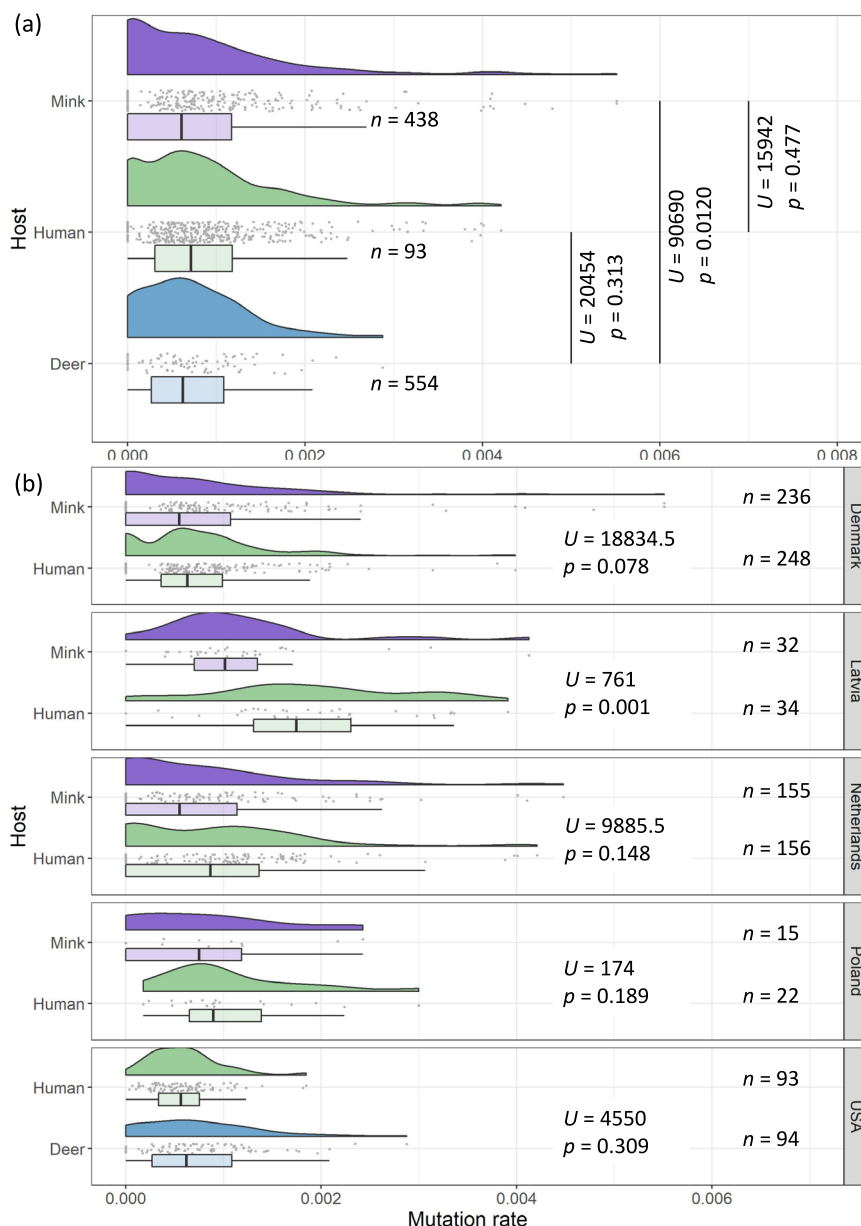 (a)
Host
Mink
n = 438
Human
n = 93
Deer
n = 554
U = 20454
p = 0.313
U = 90690
p = 0.0120
U = 15942
p = 0.477
0.000 0.002 0.004 0.006 0.008
(b)
Host
Mink
n = 236
Human
n = 248
U = 18834.5
p = 0.078
Denmark
Mink
n = 32
Human
n = 34
U = 761
p = 0.001
Latvia
Mink
n = 155
Human
n = 156
U = 9885.5
p = 0.148
Netherlands
Mink
n = 15
Human
n = 22
U = 174
p = 0.189
Poland
Human
n = 93
Deer
n = 94
U = 4550
p = 0.309
USA
0.000 0.002 0.004 0.006
Mutation rate